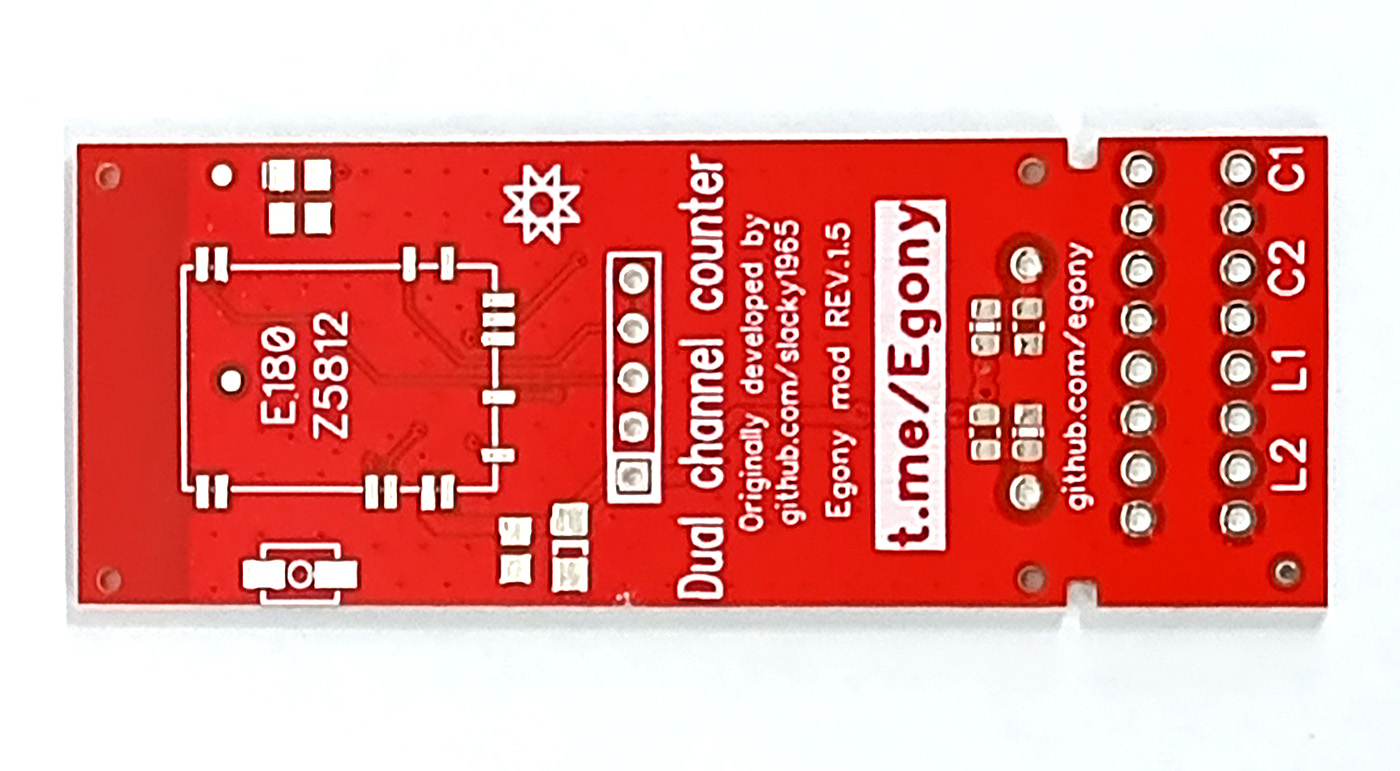 E180
Z5812
Dual channel counter
Originally developed by
github.com/slacky1965
Egony mod REV.1.5
t.me/Egony
github.com/egony
L2 L1 C2 C1